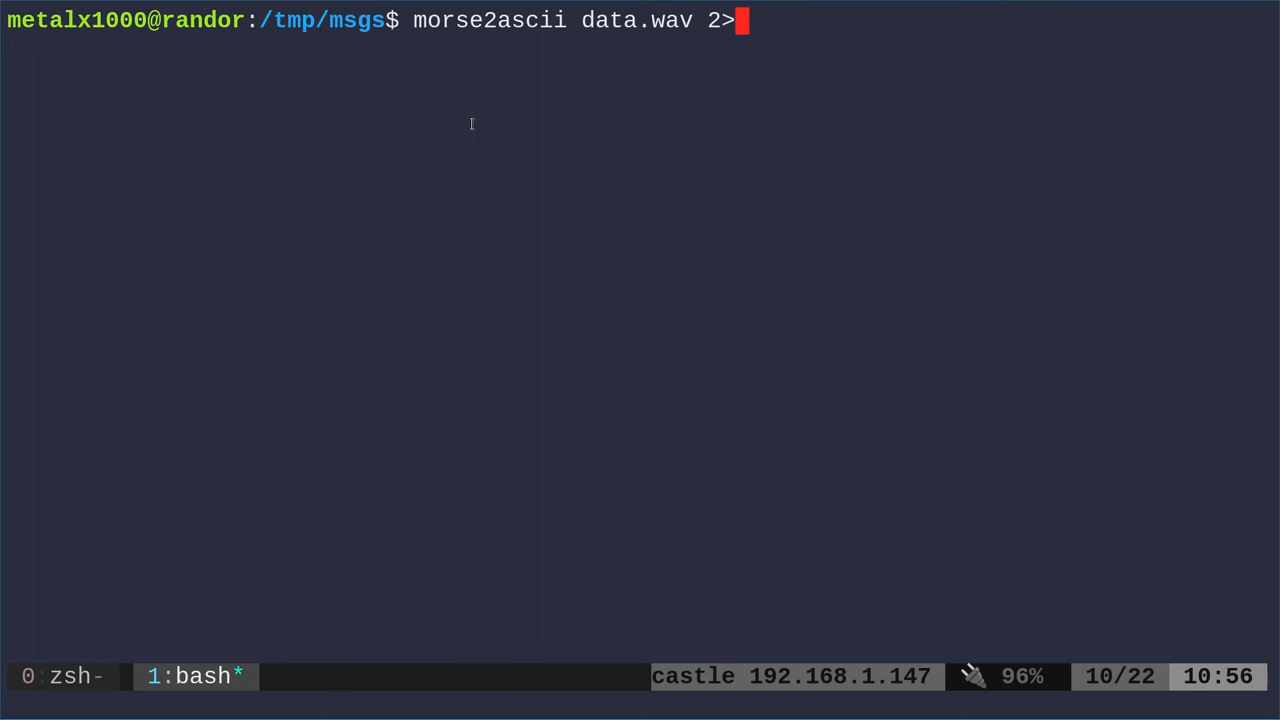 metalx1000@randor:/tmp/msgs$ morse2ascii data.wav 2>
0:zsh- 1:bash* castle 192.168.1.147 96% 10/22 10:56